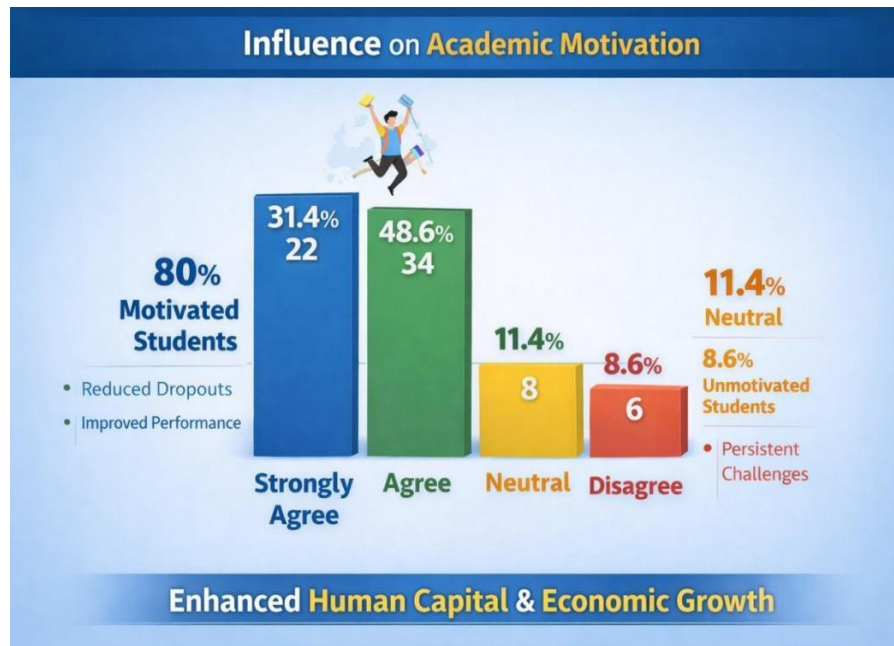 Influence on Academic Motivation
80%
Motivated
Students
• Reduced Dropouts
• Improved Performance
31.4%
22
48.6%
34
11.4%
8
8.6%
6
Strongly
Agree
Agree
Neutral
Disagree
11.4%
Neutral
8.6%
Unmotivated
Students
• Persistent
Challenges
Enhanced Human Capital & Economic Growth